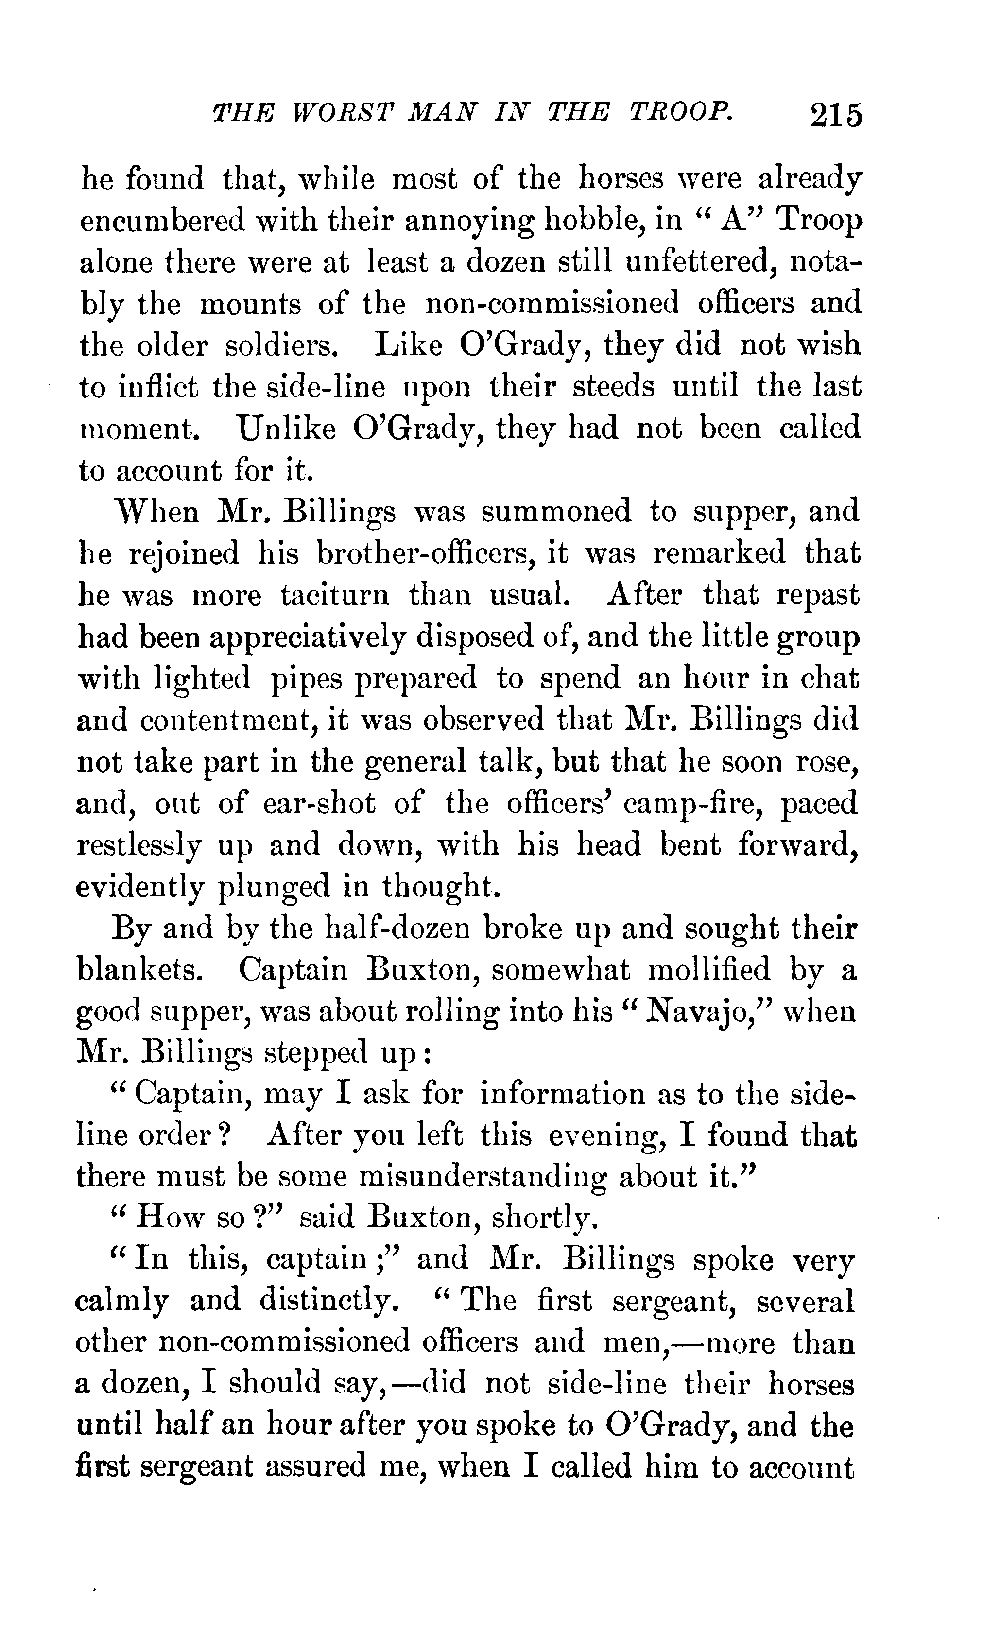 THE WORST MAN IN THE TROOP. 215
he found that, while most of the horses were already
encumbered with their annoying hobble, in “ A” Troop
alone there were at least a dozen still unfettered, nota-
bly the mounts of the non-commissioned officers and
the older soldiers. Like O’Grady, they did not wish
to inflict the side-line upon their steeds until the last
moment. Unlike O’Grady, they had not been called
to account for it.
When Mr. Billings was summoned to supper, and
he rejoined his brother-officers, it was remarked that
he was more taciturn than usual. After that repast
had been appreciatively disposed of, and the little group
with lighted pipes prepared to spend an hour in chat
and contentment, it was observed that Mr. Billings did
not take part in the general talk, but that he soon rose,
and, out of ear-shot of the officers’ camp-fire, paced
restlessly up and down, with his head bent forward,
evidently plunged in thought.
By and by the half-dozen broke up and sought their
blankets. Captain Buxton, somewhat mollified by a
good supper, was about rolling into his “ Navajo,” when
Mr. Billings stepped up :
“ Captain, may I ask for information as to the side-
line order ? After you left this evening, I found that
there must be some misunderstanding about it.”
“ How so ?” said Buxton, shortly.
“ In this, captain ;” and Mr. Billings spoke very
calmly and distinctly. “ The first sergeant, several
other non-commissioned officers and men,—more than
a dozen, I should say,—did not side-line their horses
until half an hour after you spoke to O’Grady, and the
first sergeant assured me, when I called him to account